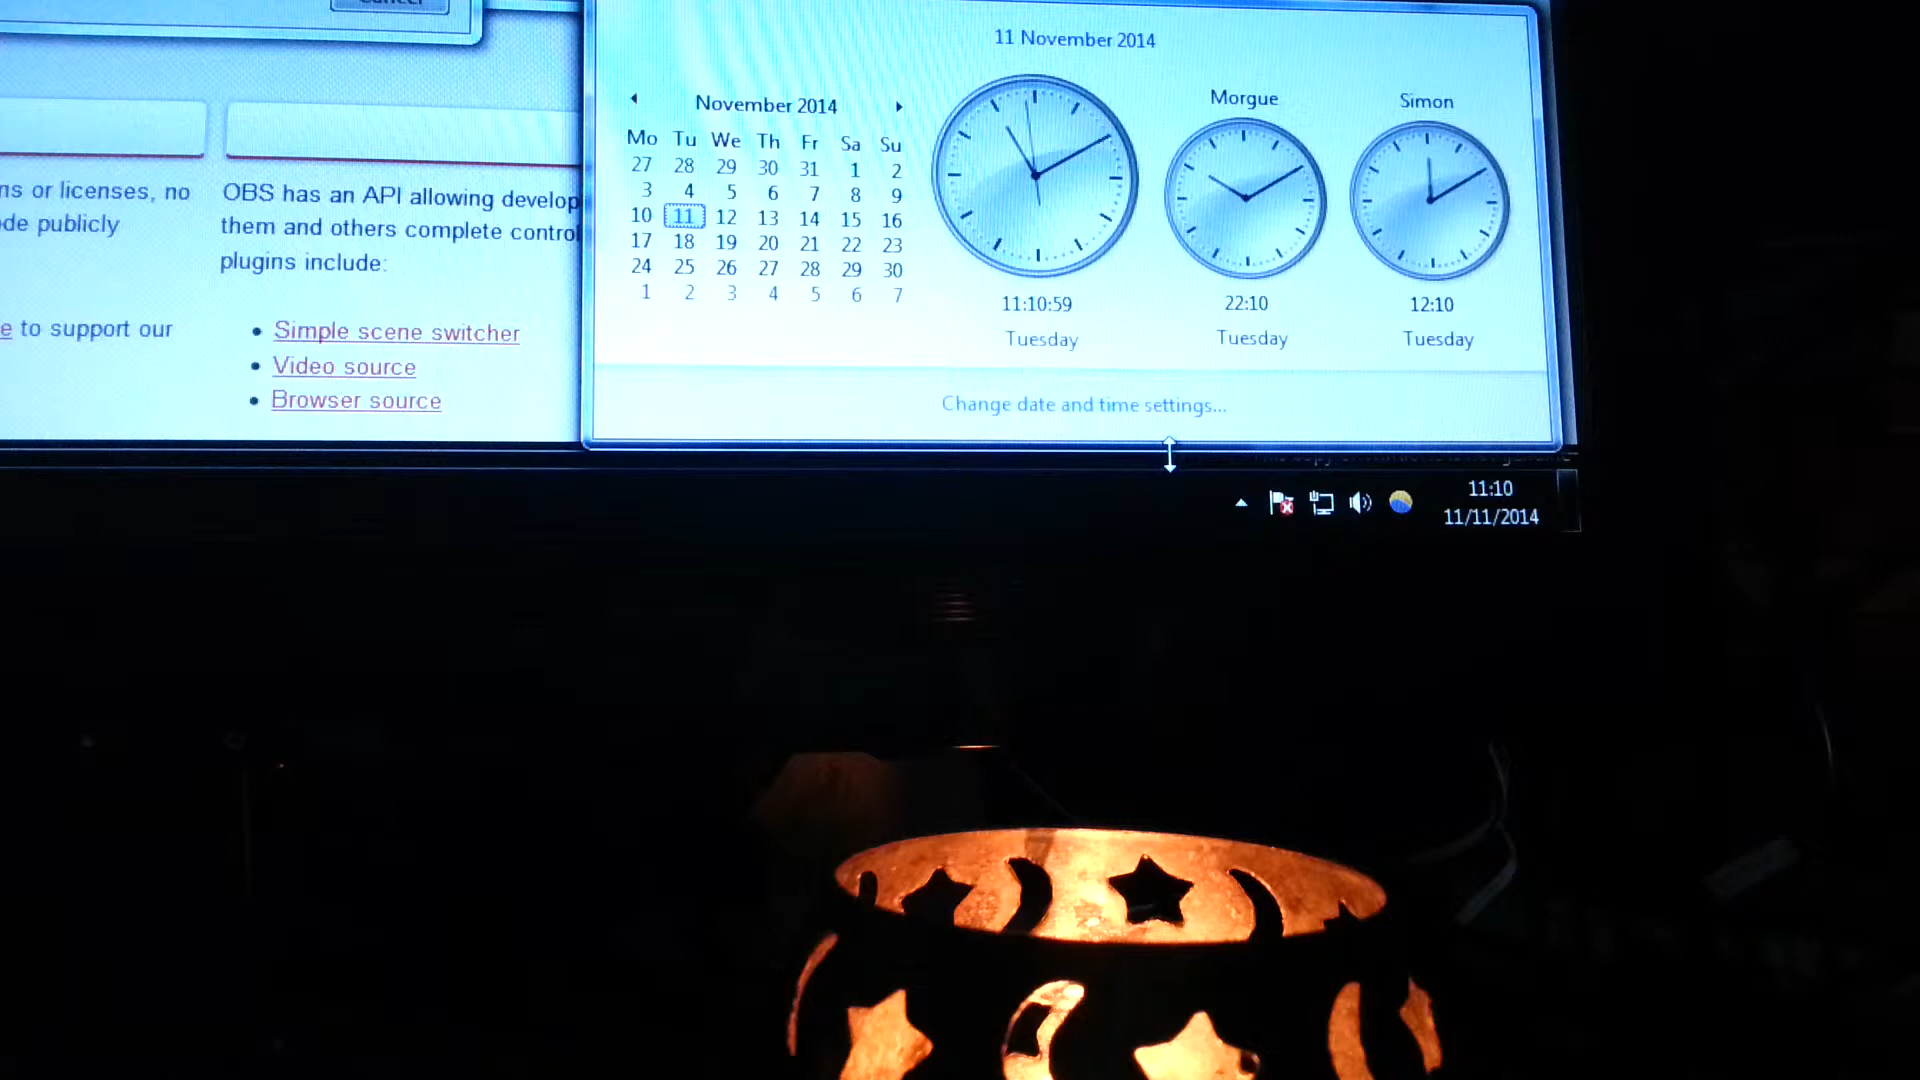 Cancel
ns or licenses, no
de publicly
e to support our
OBS has an API allowing develop
them and others complete control
plugins include:
Simple scene switcher
Video source
Browser source
11 November 2014
November 2014
Mo Tu We Th Fr Sa Su
27 28 29 30 31 1 2
3 4 5 6 7 8 9
10 11 12 13 14 15 16
17 18 19 20 21 22 23
24 25 26 27 28 29 30
1 2 3 4 5 6 7
11:10:59
Tuesday
Morgue
22:10
Tuesday
Simon
12:10
Tuesday
Change date and time settings...
11:10
11/11/2014